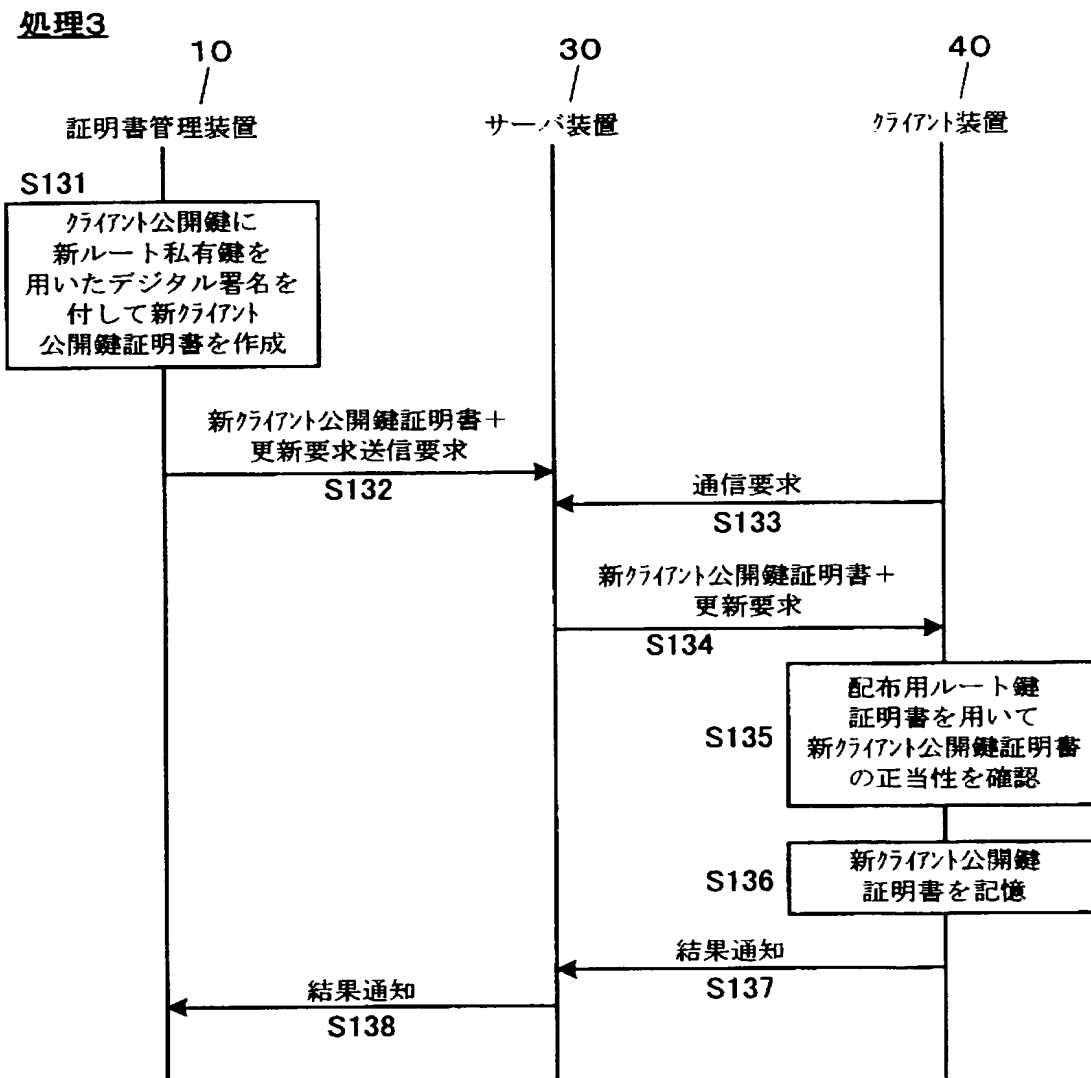 処理3
10
30
40
証明書管理装置
サーバ装置
ｸﾗｲｱﾝﾄ装置
S131
ｸﾗｲｱﾝﾄ公開鍵に
新ルート私有鍵を
用いたデジタル署名を
付して新ｸﾗｲｱﾝﾄ
公開鍵証明書を作成
新ｸﾗｲｱﾝﾄ公開鍵証明書＋
更新要求送信要求
S132
通信要求
S133
新ｸﾗｲｱﾝﾄ公開鍵証明書＋
更新要求
S134
S135
配布用ルート鍵
証明書を用いて
新ｸﾗｲｱﾝﾄ公開鍵証明書
の正当性を確認
S136
新ｸﾗｲｱﾝﾄ公開鍵
証明書を記憶
結果通知
S137
結果通知
S138